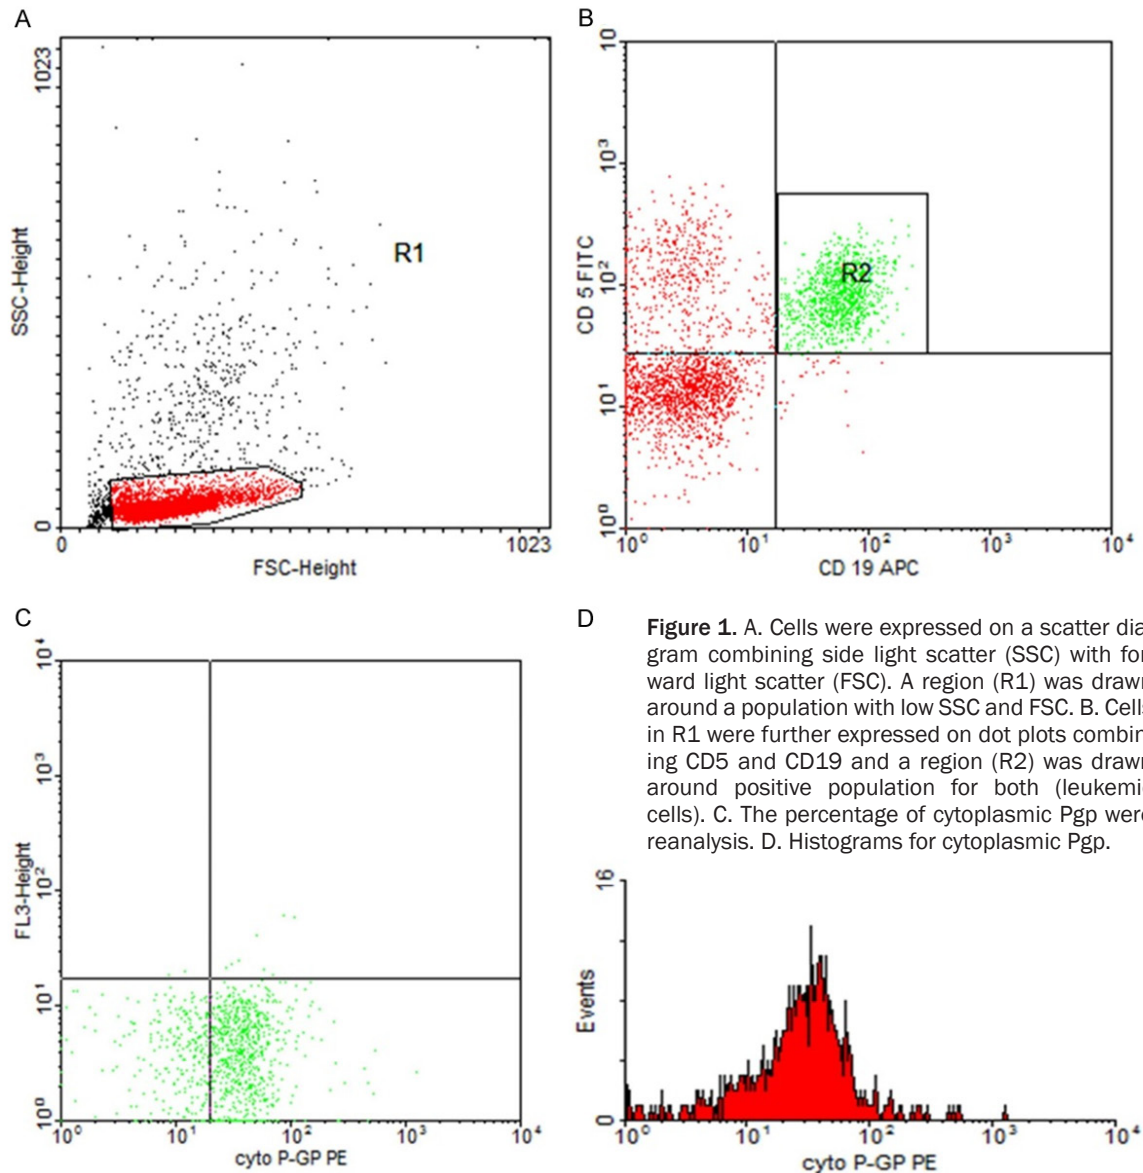 A
1023
SSC-Height
0
R1
0
1023
FSC-Height
B
10
10³
10²
10¹
10⁰
CD 5 FITC
R2
10⁰
10¹
10²
10³
10⁴
CD 19 APC
C
10⁴
10³
10²
10¹
10⁰
FL3-Height
10⁰
10¹
10²
10³
10⁴
cyto P-GP PE
D
Figure 1. A. Cells were expressed on a scatter dia
gram combining side light scatter (SSC) with for
ward light scatter (FSC). A region (R1) was drawn
around a population with low SSC and FSC. B. Cells
in R1 were further expressed on dot plots combin
ing CD5 and CD19 and a region (R2) was drawn
around positive population for both (leukemic
cells). C. The percentage of cytoplasmic Pgp were
reanalysis. D. Histograms for cytoplasmic Pgp.
16
Events
0
10⁰
10¹
10²
10³
10⁴
cyto P-GP PE